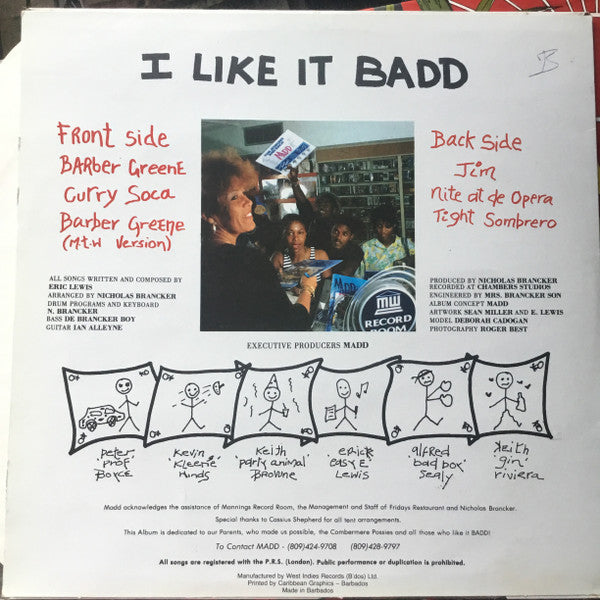 I LIKE IT BADD
B
Front side
BARber GreenE
Curry Soca
Barber Greene
(M.t.W Version)
Back Side
Jim
Nite at de Opera
Tight Sombrero
MADD
MW
RECORD
ROOM
ALL SONGS WRITTEN AND COMPOSED BY
ERIC LEWIS
ARRANGED BY NICHOLAS BRANCKER
DRUM PROGRAMS AND KEYBOARD
N. BRANCKER
BASS DE BRANCKER BOY
GUITAR IAN ALLEYNE
PRODUCED BY NICHOLAS BRANCKER
RECORDED AT CHAMBERS STUDIOS
ENGINEERED BY MRS. BRANCKER SON
ALBUM CONCEPT MADD
ARTWORK SEAN MILLER AND E. LEWIS
MODEL DEBORAH CADOGAN
PHOTOGRAPHY ROGER BEST
EXECUTIVE PRODUCERS MADD
peter
'prof'
BOYCE
Kevin
'Kleerie'
Hinds
Keith
'party animal'
BROWNE
eRick
'easy E'
Lewis
alfred
'bad box'
Sealy
Keith
'gin'
riviera
Madd acknowledges the assistance of Mannings Record Room, the Management and Staff of Fridays Restaurant and Nicholas Brancker.
Special thanks to Cassius Shepherd for all tent arrangements.
This Album is dedicated to our Parents, who made us possible, the Combermere Possies and all those who like it BADD!
To Contact MADD - (809)424-9708 (809)428-9797
All songs are registered with the P.R.S. (London). Public performance or duplication is prohibited.
Manufactured by West Indies Records (B'dos) Ltd.
Printed by Caribbean Graphics – Barbados
Made in Barbados